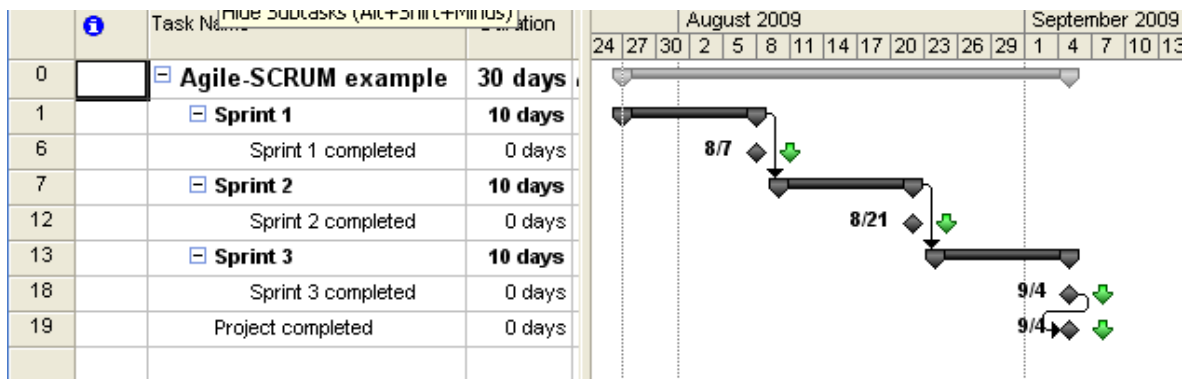 Hide Subtasks (Alt+Shift+Minus)
Task Name Duration August 2009 September 2009
24 27 30 2 5 8 11 14 17 20 23 26 29 1 4 7 10 13
0 Agile-SCRUM example 30 days
1 Sprint 1 10 days
6 Sprint 1 completed 0 days 8/7
7 Sprint 2 10 days
12 Sprint 2 completed 0 days 8/21
13 Sprint 3 10 days
18 Sprint 3 completed 0 days 9/4
19 Project completed 0 days 9/4